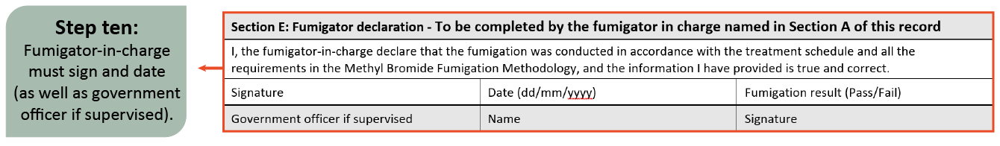 Step ten:
Fumigator-in-charge
must sign and date
(as well as government
officer if supervised).
Section E: Fumigator declaration - To be completed by the fumigator in charge named in Section A of this record
I, the fumigator-in-charge declare that the fumigation was conducted in accordance with the treatment schedule and all the
requirements in the Methyl Bromide Fumigation Methodology, and the information I have provided is true and correct.
Signature Date (dd/mm/yyyy) Fumigation result (Pass/Fail)
Government officer if supervised Name Signature